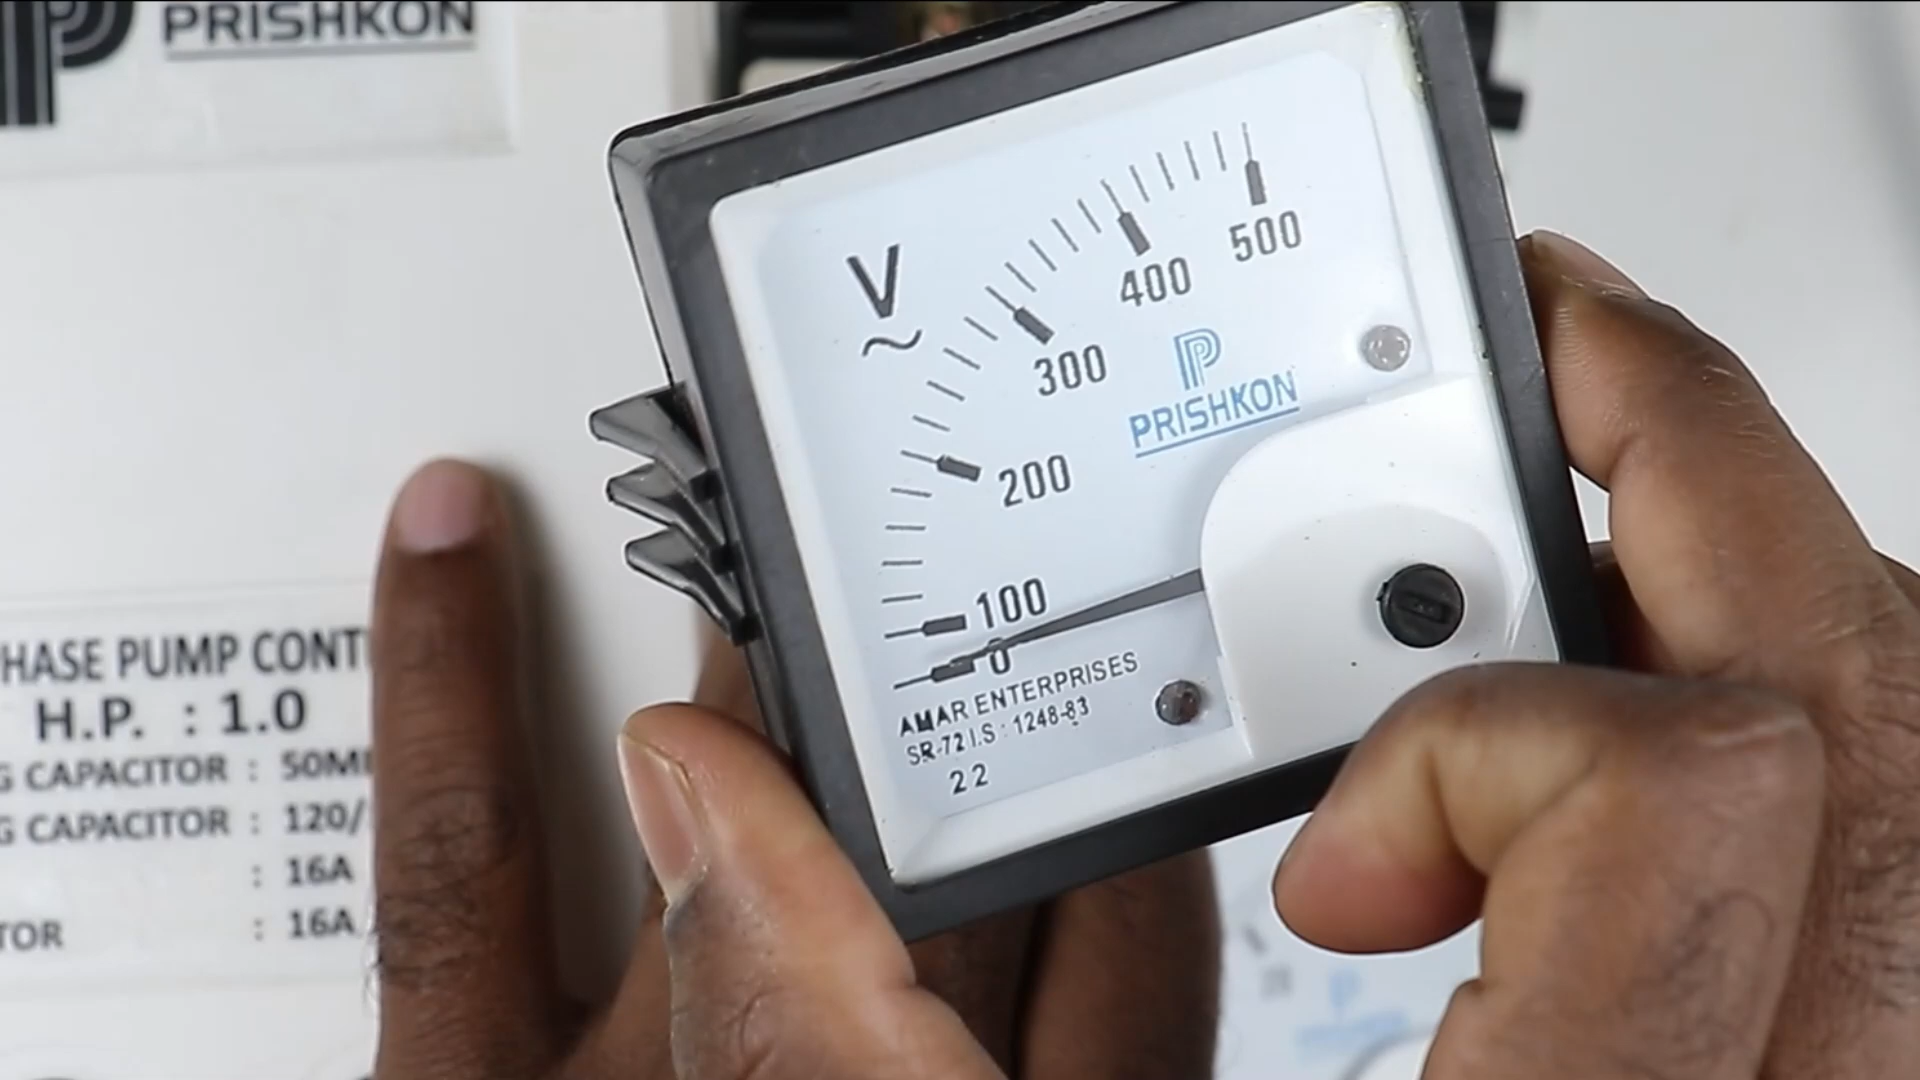 PRISHKON
V
500
400
300
200
100
0
PRISHKON
AMAR ENTERPRISES
SR-72 I.S : 1248-83
22
PHASE PUMP CONT
H.P. : 1.0
G CAPACITOR : 50M
G CAPACITOR : 120/
: 16A
TOR : 16A